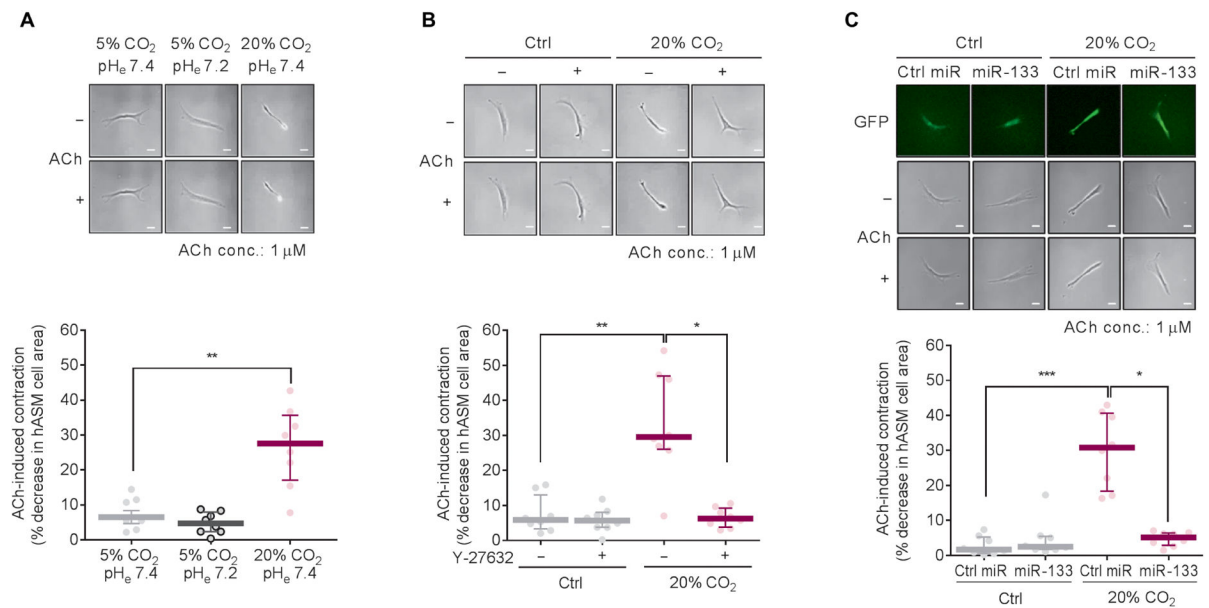 A
5% CO2 5% CO2 20% CO2
pHe 7.4 pHe 7.2 pHe 7.4
–
ACh
+
ACh conc.: 1 μM
60
50
40
30
20
10
0
ACh-induced contraction
(% decrease in hASM cell area)
**
5% CO2 5% CO2 20% CO2
pHe 7.4 pHe 7.2 pHe 7.4
B
Ctrl 20% CO2
– + – +
–
ACh
+
ACh conc.: 1 μM
60
50
40
30
20
10
0
ACh-induced contraction
(% decrease in hASM cell area)
** *
Y-27632 – + – +
Ctrl 20% CO2
C
Ctrl 20% CO2
Ctrl miR miR-133 Ctrl miR miR-133
GFP
–
ACh
+
ACh conc.: 1 μM
60
50
40
30
20
10
0
ACh-induced contraction
(% decrease in hASM cell area)
*** *
Ctrl miR miR-133 Ctrl miR miR-133
Ctrl 20% CO2